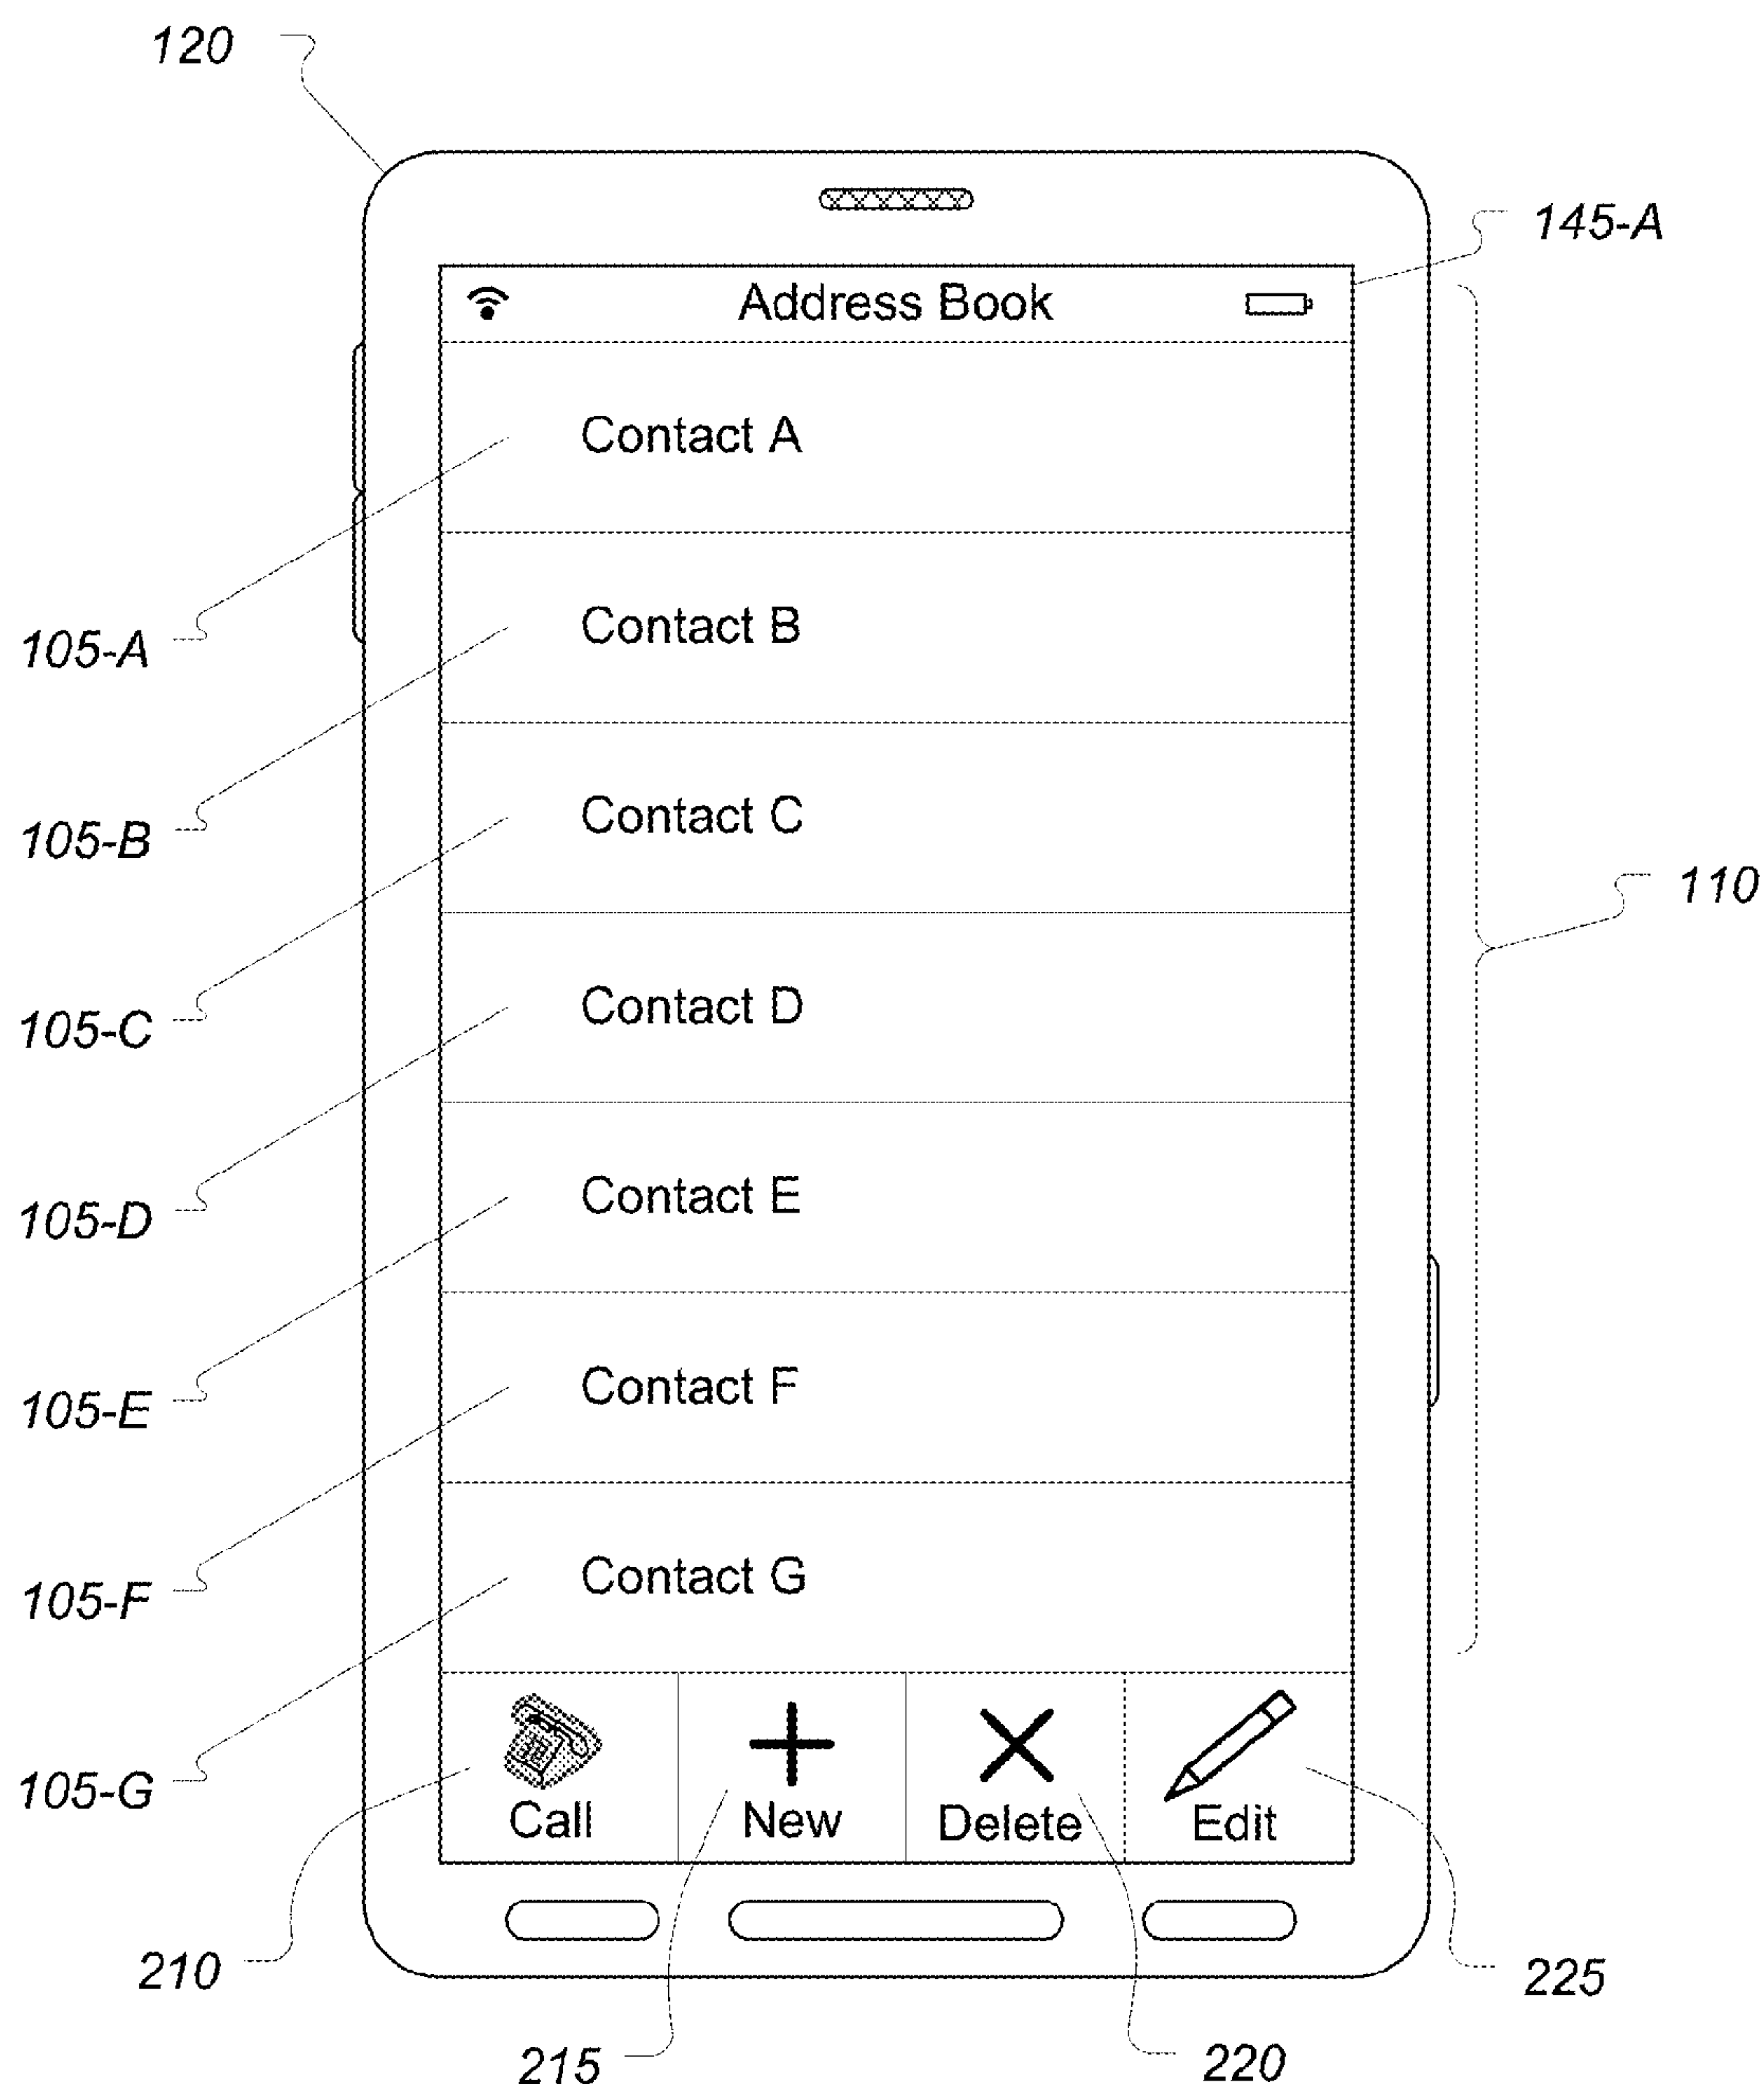 120
145-A
Address Book
Contact A
105-A
Contact B
105-B
Contact C
110
105-C
Contact D
105-D
Contact E
105-E
Contact F
105-F
Contact G
105-G
Call
New
Delete
Edit
210
225
215
220